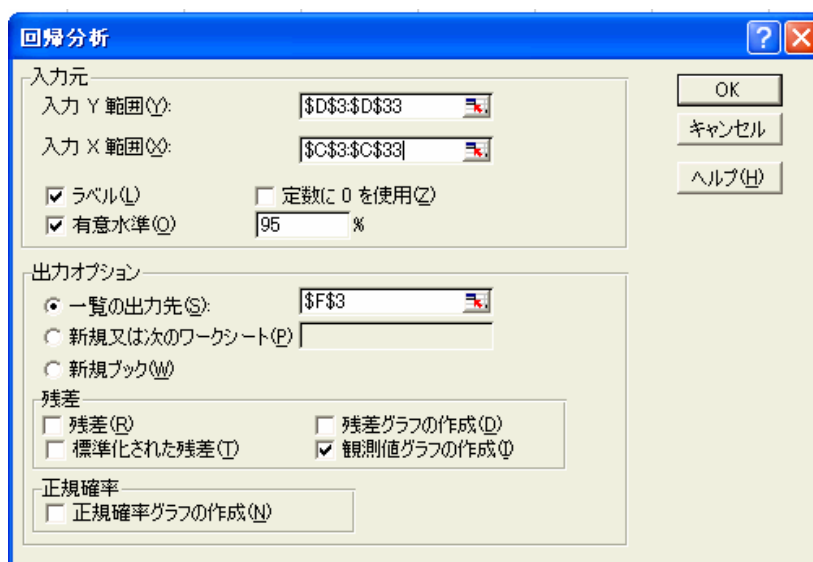 回帰分析
入力元
入力 Y 範囲(Y): $D$3:$D$33
入力 X 範囲(X): $C$3:$C$33
ラベル(L) 定数に 0 を使用(Z)
有意水準(O) 95 %
出力オプション
一覧の出力先(S): $F$3
新規又は次のワークシート(P)
新規ブック(W)
残差
残差(R) 残差グラフの作成(D)
標準化された残差(T) 観測値グラフの作成(I)
正規確率
正規確率グラフの作成(N)
OK
キャンセル
ヘルプ(H)